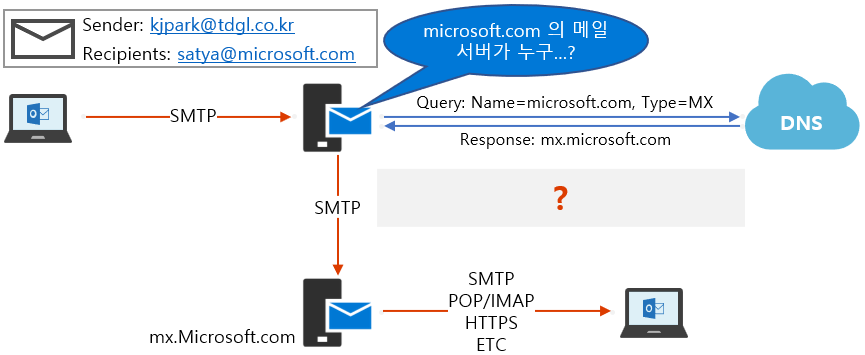 Sender: kjpark@tdgl.co.kr
Recipients: satya@microsoft.com
microsoft.com 의 메일
서버가 누구...?
SMTP
Query: Name=microsoft.com, Type=MX
Response: mx.microsoft.com
DNS
SMTP
?
mx.Microsoft.com
SMTP
POP/IMAP
HTTPS
ETC